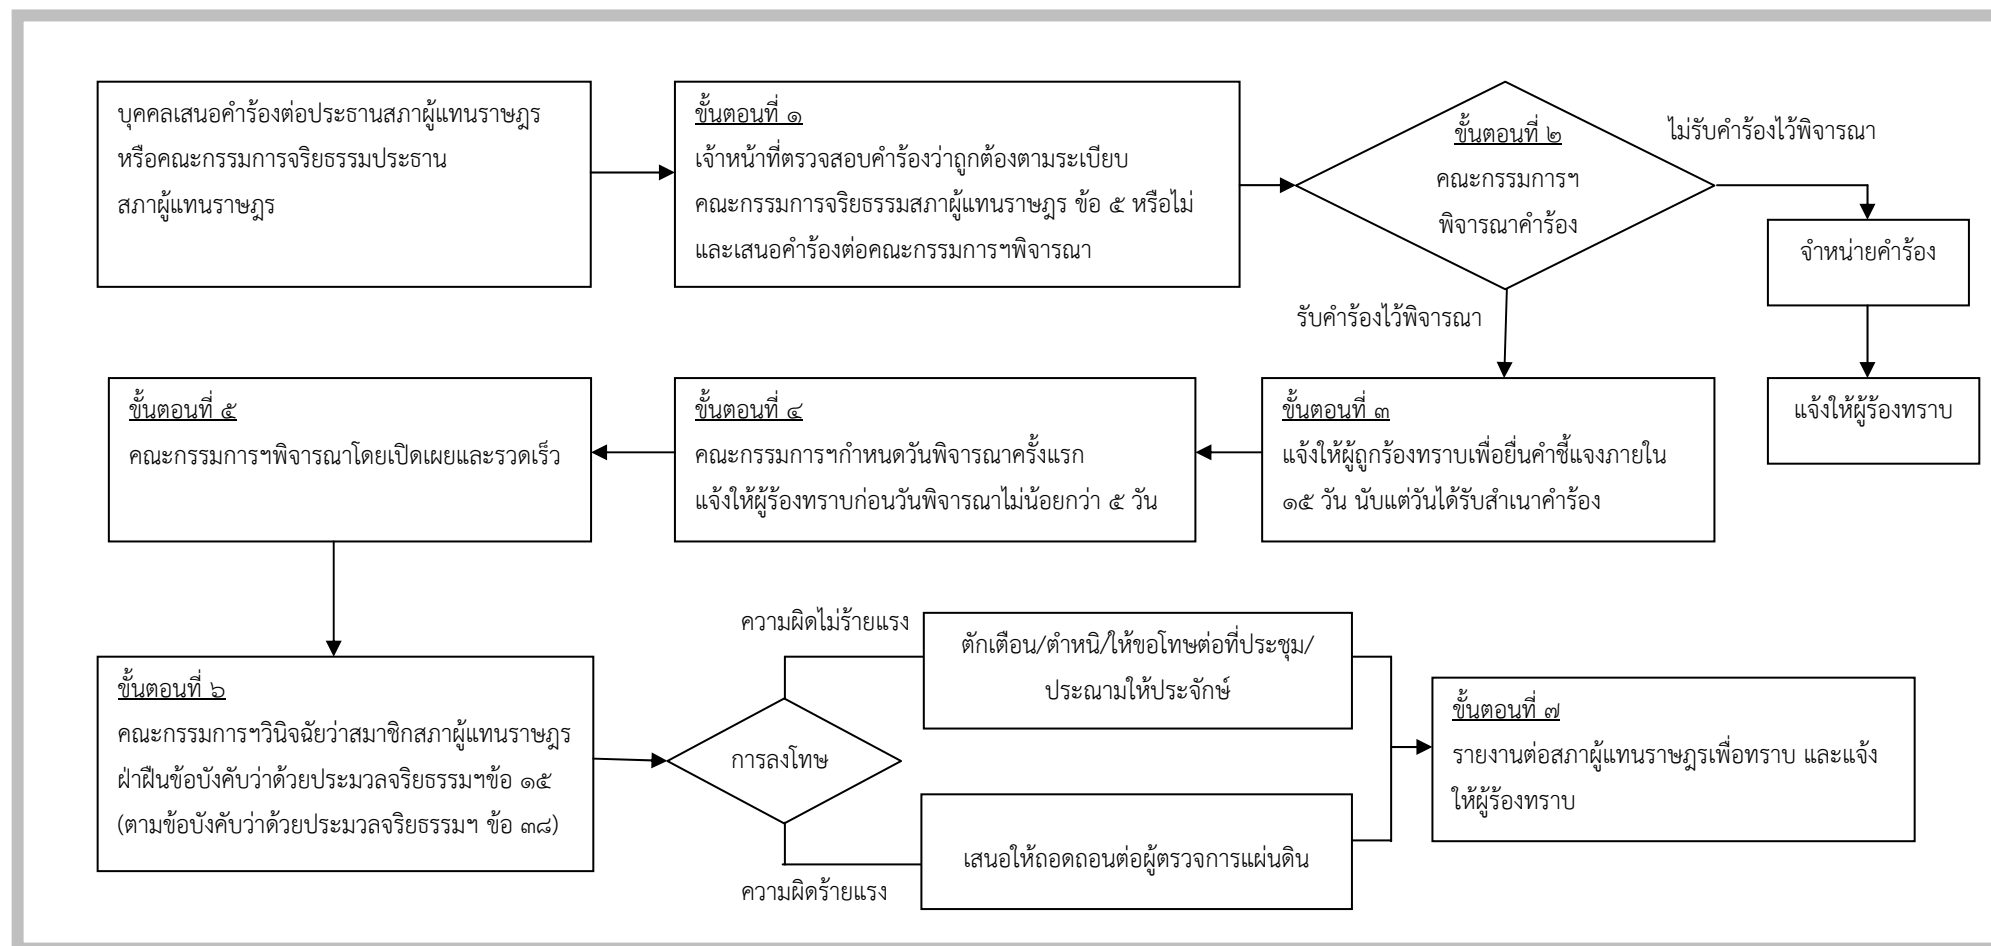 บุคคลเสนอคำร้องต่อประธานสภาผู้แทนราษฎร
หรือคณะกรรมการจริยธรรมประธาน
สภาผู้แทนราษฎร
ขั้นตอนที่ ๑
เจ้าหน้าที่ตรวจสอบคำร้องว่าถูกต้องตามระเบียบ
คณะกรรมการจริยธรรมสภาผู้แทนราษฎร ข้อ ๕ หรือไม่
และเสนอคำร้องต่อคณะกรรมการฯพิจารณา
ขั้นตอนที่ ๒
คณะกรรมการฯ
พิจารณาคำร้อง
ไม่รับคำร้องไว้พิจารณา
จำหน่ายคำร้อง
แจ้งให้ผู้ร้องทราบ
รับคำร้องไว้พิจารณา
ขั้นตอนที่ ๓
แจ้งให้ผู้ถูกร้องทราบเพื่อยื่นคำชี้แจงภายใน
๑๕ วัน นับแต่วันได้รับสำเนาคำร้อง
ขั้นตอนที่ ๔
คณะกรรมการฯกำหนดวันพิจารณาครั้งแรก
แจ้งให้ผู้ร้องทราบก่อนวันพิจารณาไม่น้อยกว่า ๕ วัน
ขั้นตอนที่ ๕
คณะกรรมการฯพิจารณาโดยเปิดเผยและรวดเร็ว
ขั้นตอนที่ ๖
คณะกรรมการฯวินิจฉัยว่าสมาชิกสภาผู้แทนราษฎร
ฝ่าฝืนข้อบังคับว่าด้วยประมวลจริยธรรมฯข้อ ๑๕
(ตามข้อบังคับว่าด้วยประมวลจริยธรรมฯ ข้อ ๓๘)
การลงโทษ
ความผิดไม่ร้ายแรง
ตักเตือน/ตำหนิ/ให้ขอโทษต่อที่ประชุม/
ประณามให้ประจักษ์
ความผิดร้ายแรง
เสนอให้ถอดถอนต่อผู้ตรวจการแผ่นดิน
ขั้นตอนที่ ๗
รายงานต่อสภาผู้แทนราษฎรเพื่อทราบ และแจ้ง
ให้ผู้ร้องทราบ